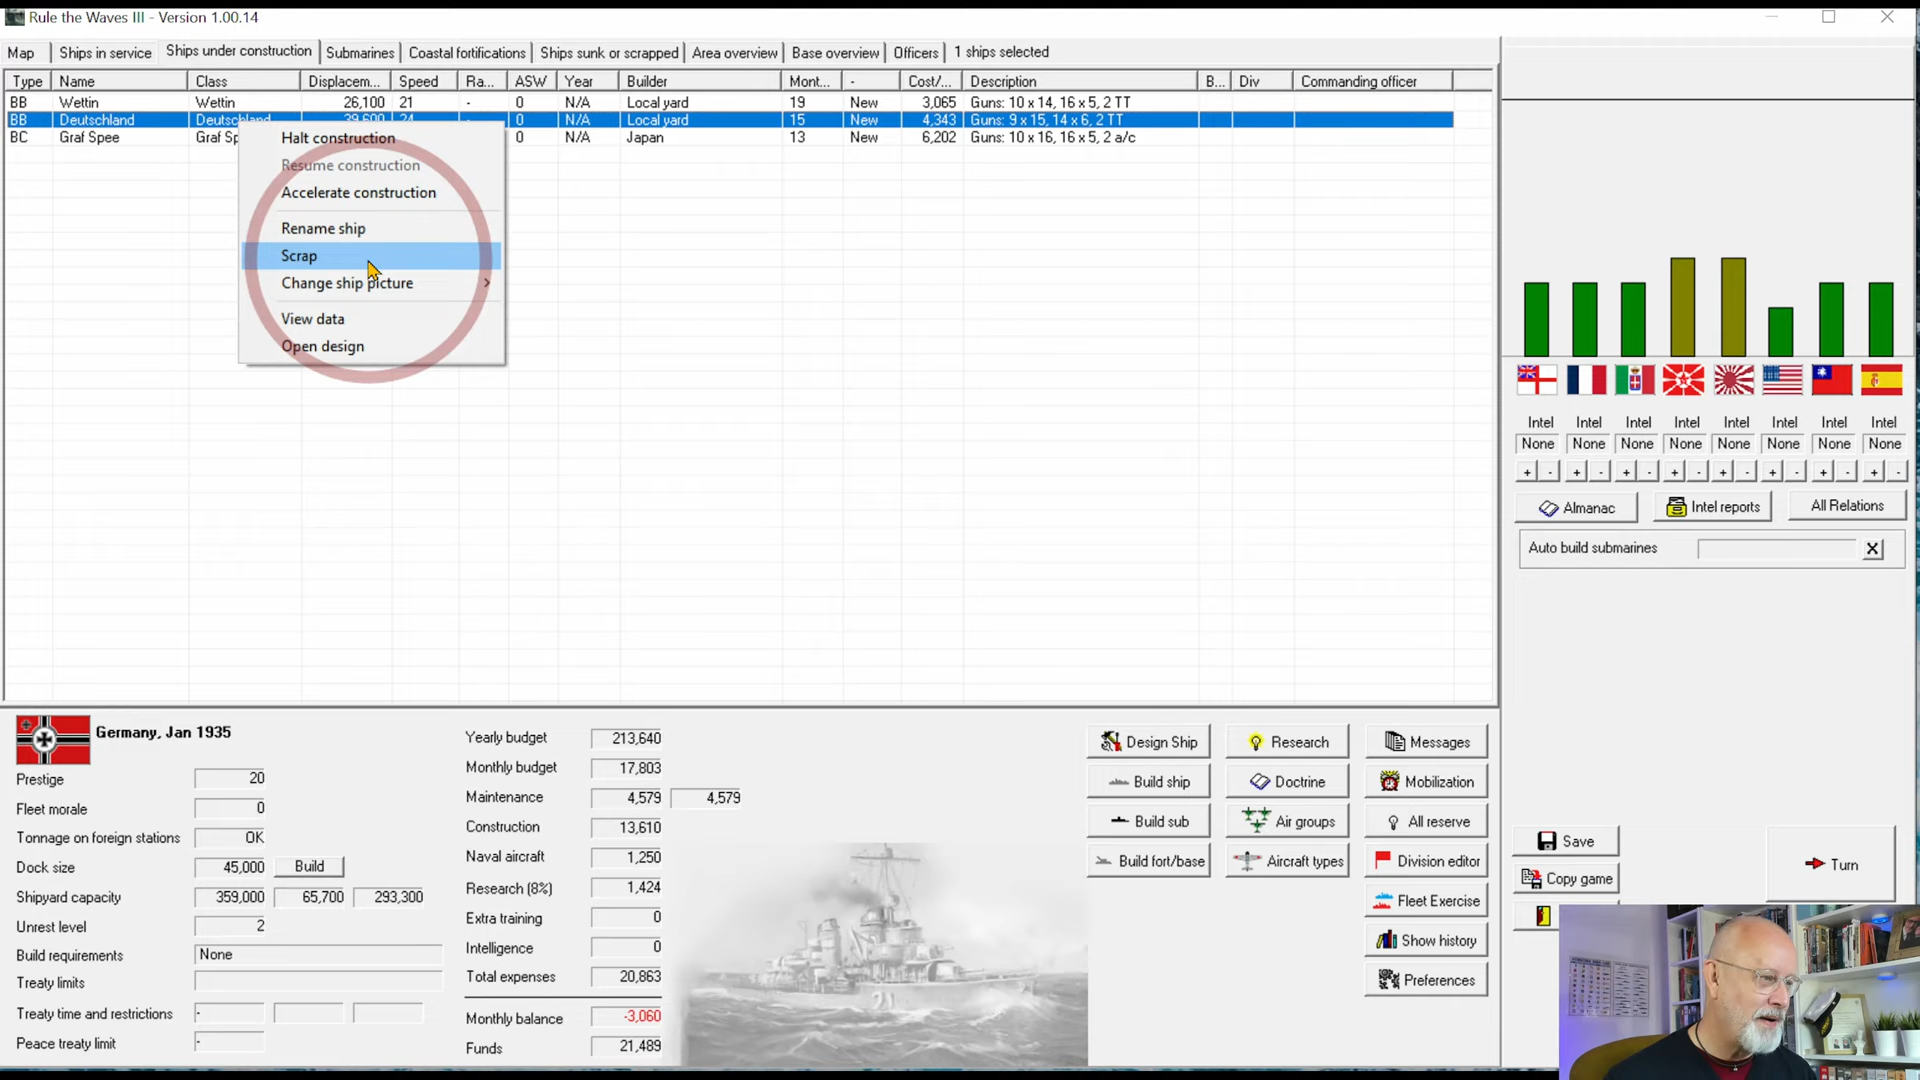 Rule the Waves III - Version 1.00.14
Map Ships in service Ships under construction Submarines Coastal fortifications Ships sunk or scrapped Area overview Base overview Officers 1 ships selected
Type Name Class Displacem... Speed Ra... ASW Year Builder Mont... - Cost/... Description B... Div Commanding officer
BB Wettin Wettin 26,100 21 - 0 N/A Local yard 19 New 3,065 Guns: 10 x 14, 16 x 5, 2 TT
BB Deutschland Deutschland 39,600 24 - 0 N/A Local yard 15 New 4,343 Guns: 9 x 15, 14 x 6, 2 TT
BC Graf Spee Graf Sp 0 N/A Japan 13 New 6,202 Guns: 10 x 16, 16 x 5, 2 a/c
Halt construction
Resume construction
Accelerate construction
Rename ship
Scrap
Change ship picture
View data
Open design
Intel Intel Intel Intel Intel Intel Intel Intel
None None None None None None None None
+ - + - + - + - + - + - + - + -
Almanac Intel reports All Relations
Auto build submarines X
Germany, Jan 1935
Prestige 20
Fleet morale 0
Tonnage on foreign stations OK
Dock size 45,000 Build
Shipyard capacity 359,000 65,700 293,300
Unrest level 2
Build requirements None
Treaty limits
Treaty time and restrictions -
Peace treaty limit -
Yearly budget 213,640
Monthly budget 17,803
Maintenance 4,579 4,579
Construction 13,610
Naval aircraft 1,250
Research (8%) 1,424
Extra training 0
Intelligence 0
Total expenses 20,863
Monthly balance -3,060
Funds 21,489
Design Ship Research Messages
Build ship Doctrine Mobilization
Build sub Air groups All reserve
Build fort/base Aircraft types Division editor
Fleet Exercise
Show history
Preferences
Save
Copy game
Turn